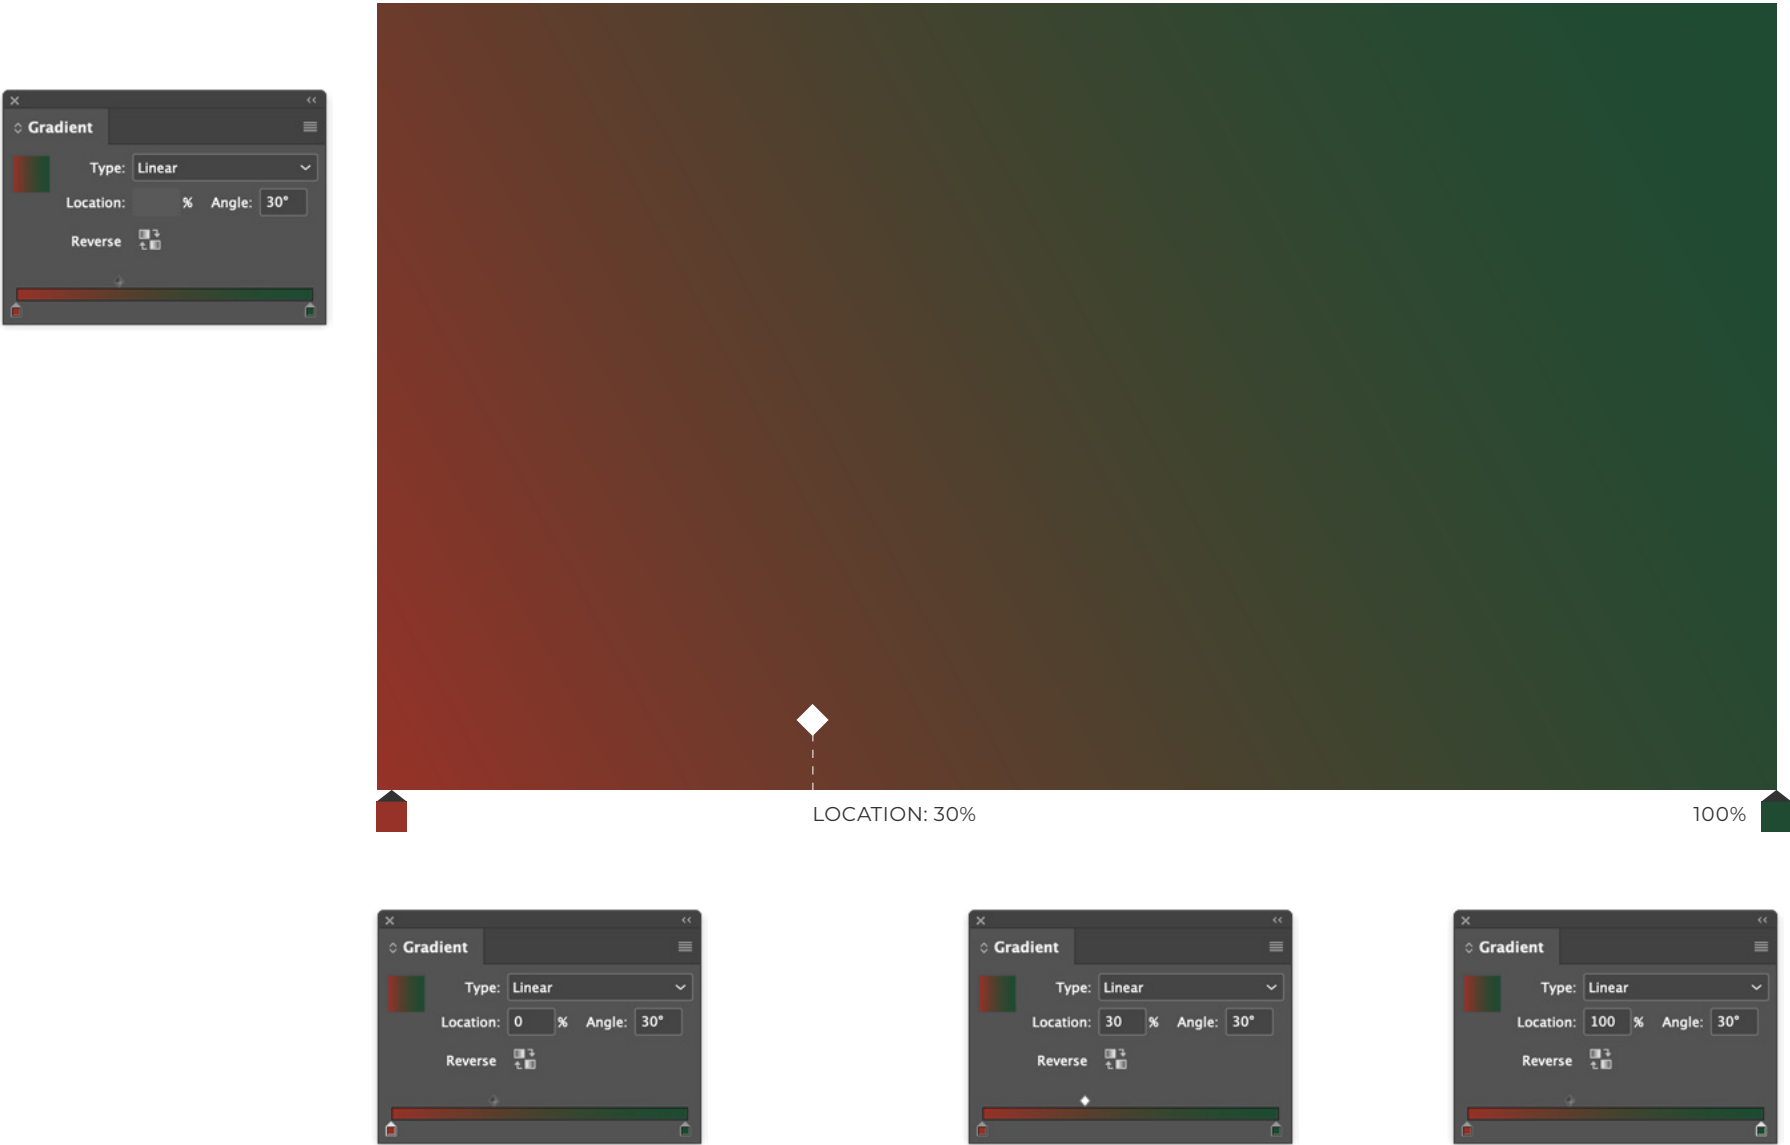 Gradient
Type: Linear
Location: % Angle: 30°
Reverse
LOCATION: 30%
100%
Gradient
Type: Linear
Location: 0 % Angle: 30°
Reverse
Gradient
Type: Linear
Location: 30 % Angle: 30°
Reverse
Gradient
Type: Linear
Location: 100 % Angle: 30°
Reverse